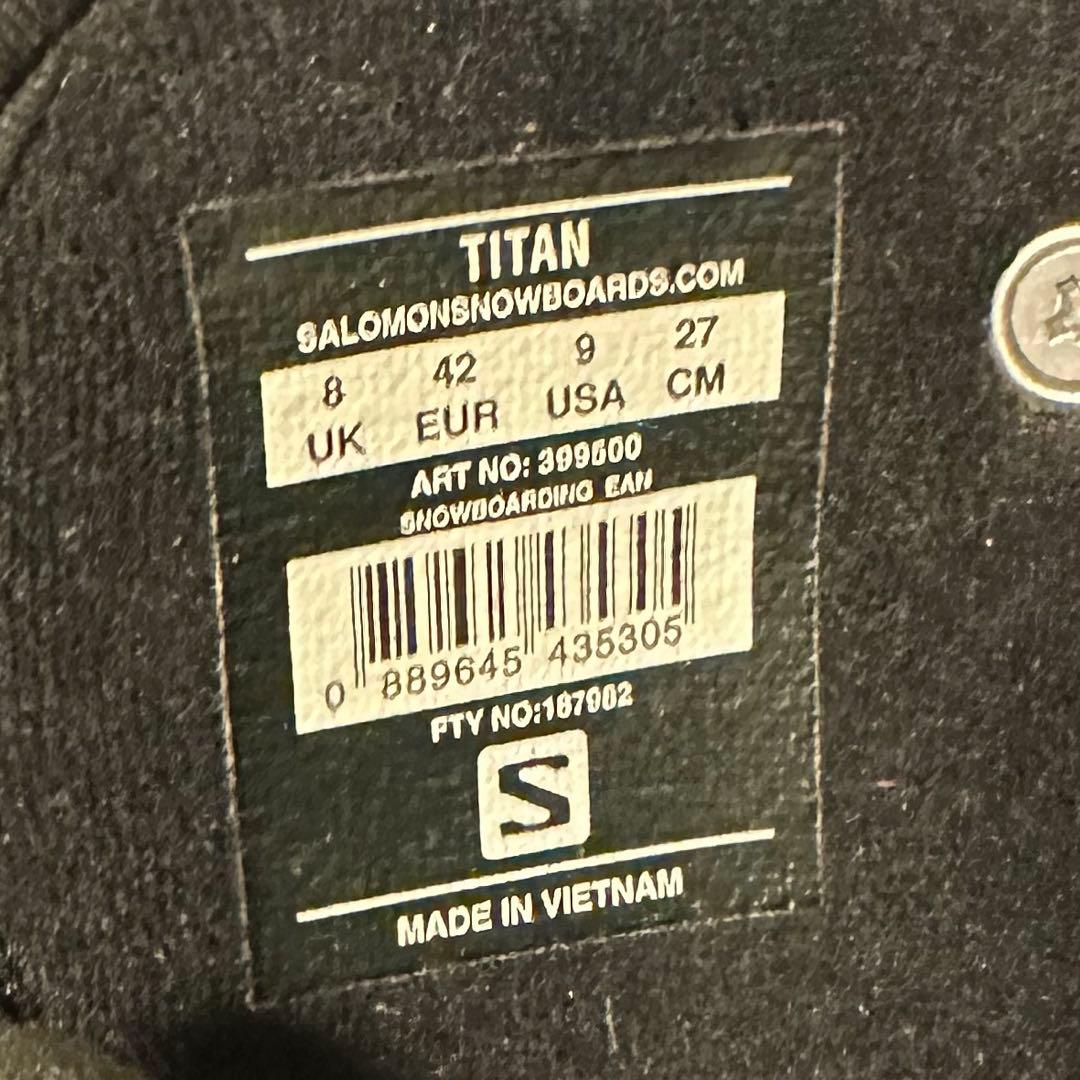 TITAN
SALOMONSNOWBOARDS.COM
8 42 9 27
UK EUR USA CM
ART NO: 399500
SNOWBOARDING EAN
0 889645 435305
FTY NO:187902
S
MADE IN VIETNAM